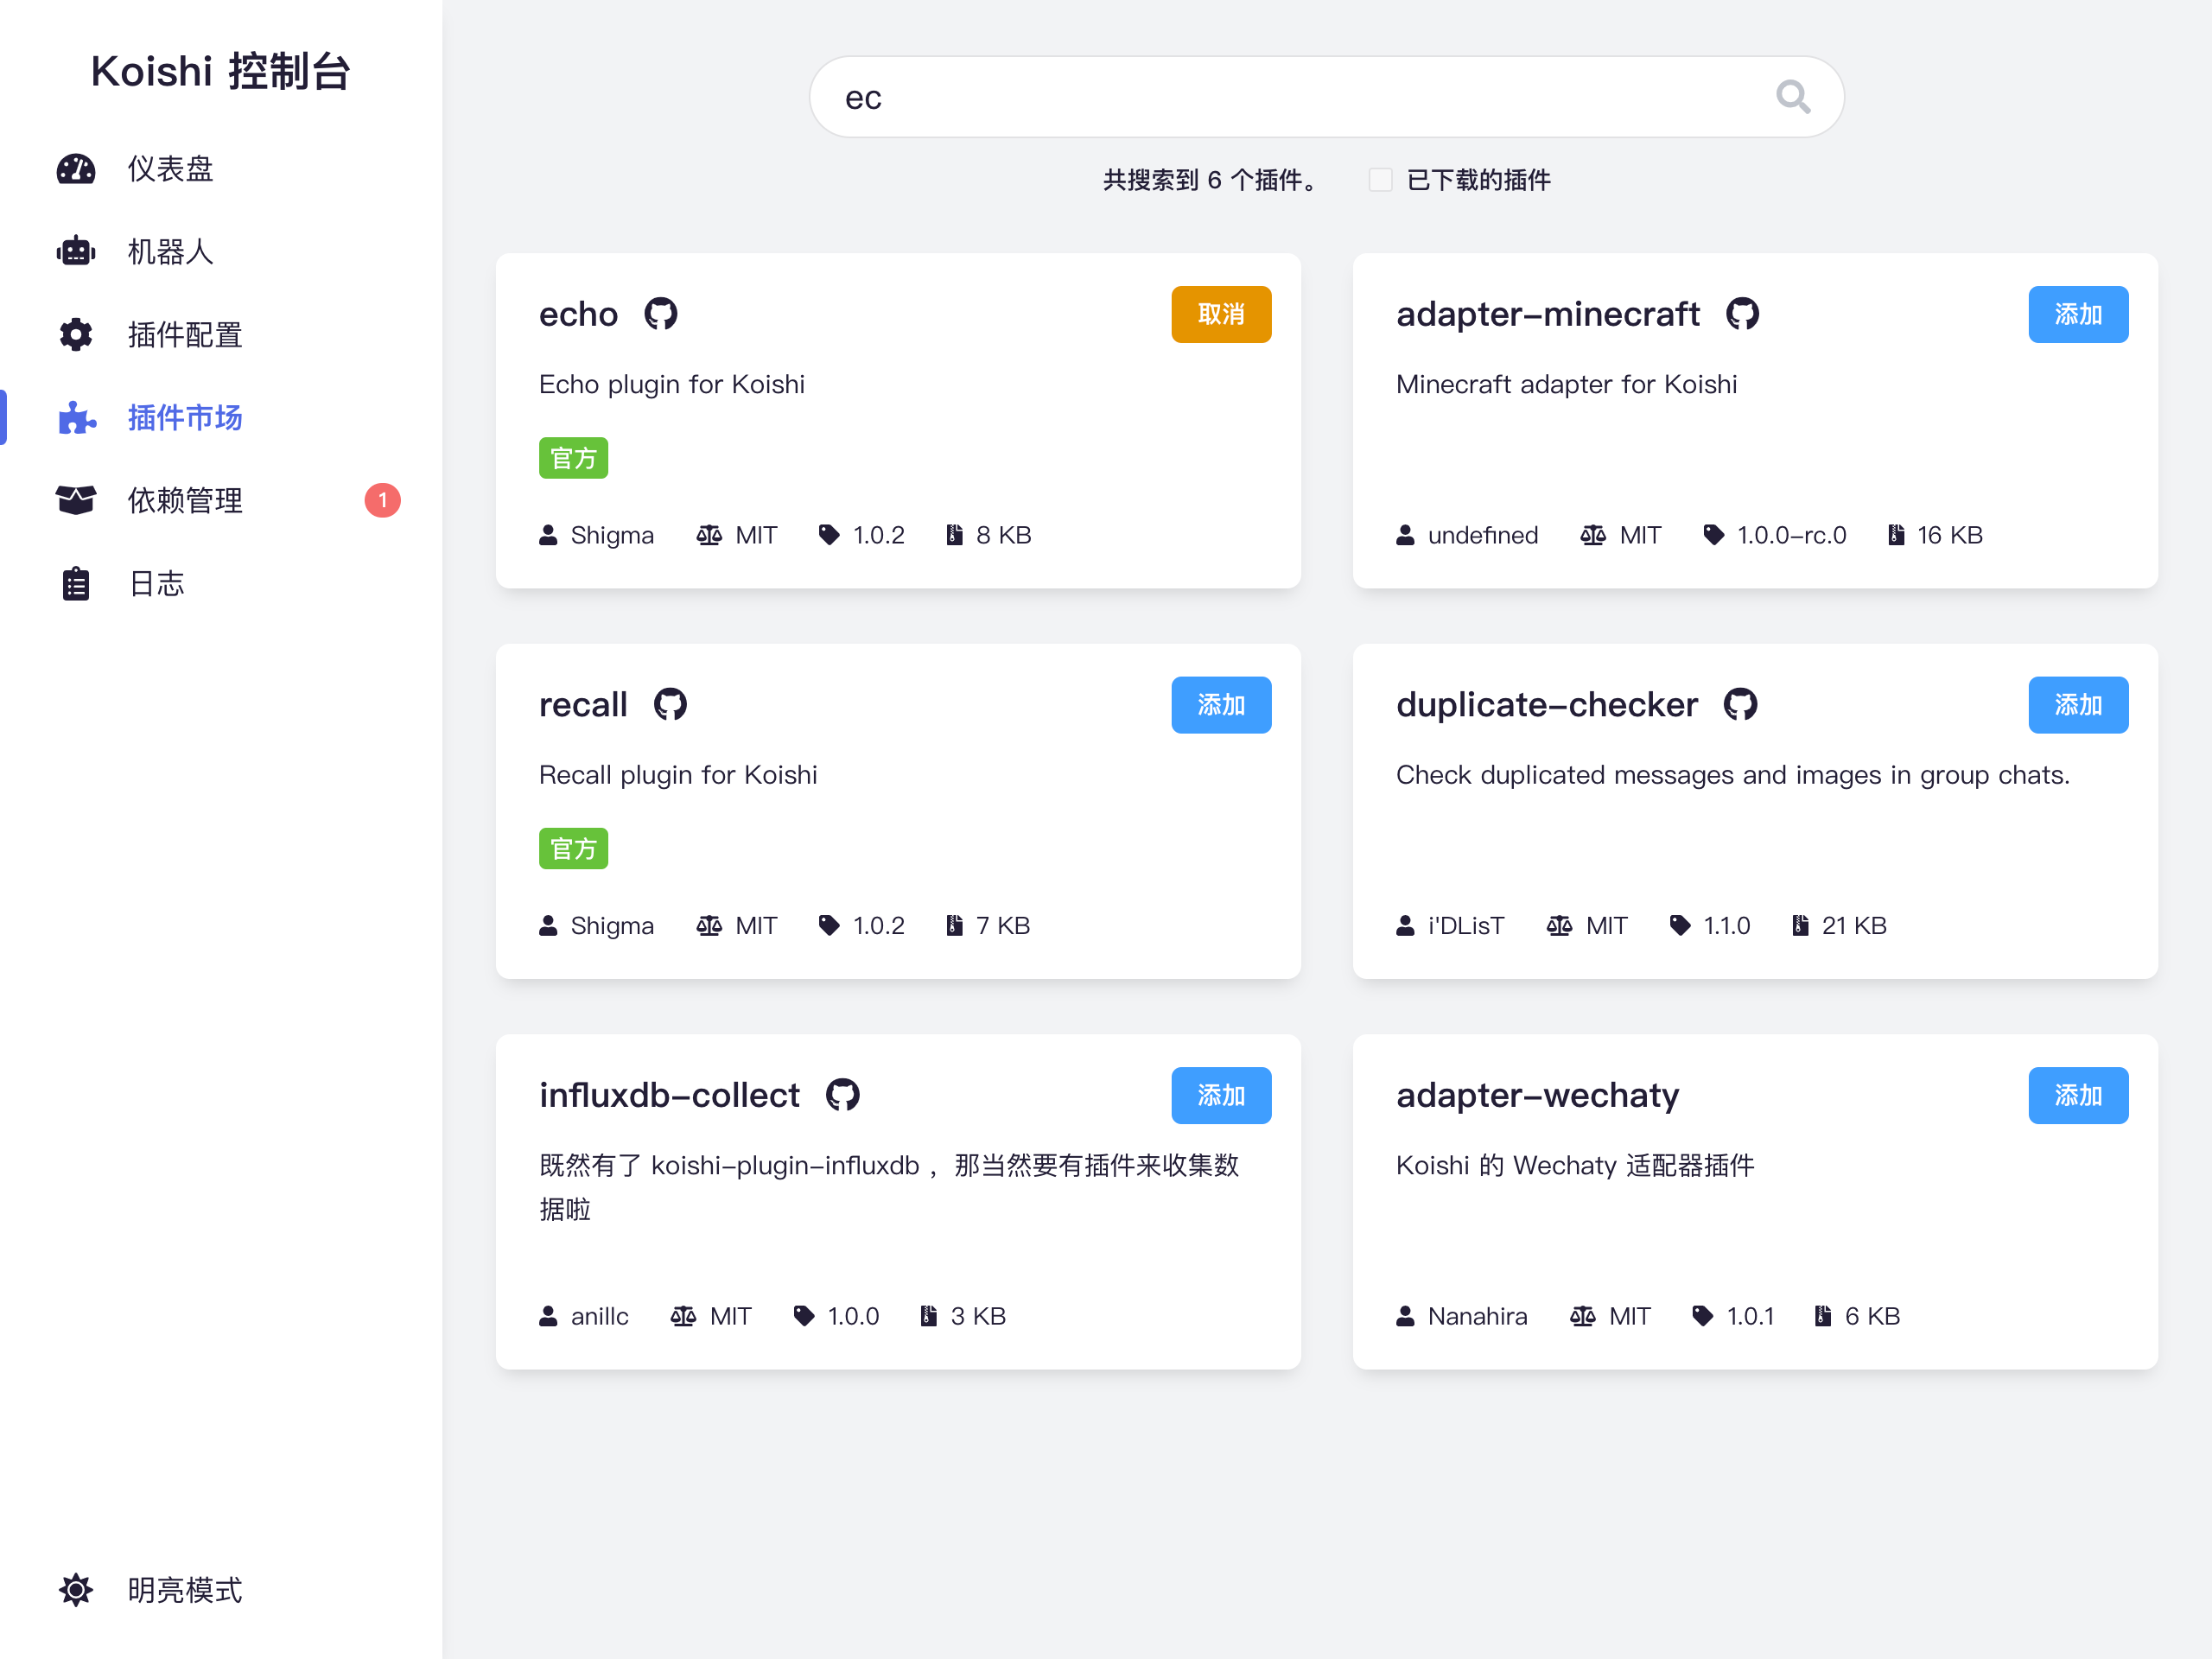 Koishi 控制台
仪表盘
机器人
插件配置
插件市场
依赖管理 1
日志
明亮模式
ec
共搜索到 6 个插件。 已下载的插件
echo 取消
Echo plugin for Koishi
官方
Shigma MIT 1.0.2 8 KB
adapter-minecraft 添加
Minecraft adapter for Koishi
undefined MIT 1.0.0-rc.0 16 KB
recall 添加
Recall plugin for Koishi
官方
Shigma MIT 1.0.2 7 KB
duplicate-checker 添加
Check duplicated messages and images in group chats.
i'DLisT MIT 1.1.0 21 KB
influxdb-collect 添加
既然有了 koishi-plugin-influxdb ，那当然要有插件来收集数
据啦
anillc MIT 1.0.0 3 KB
adapter-wechaty 添加
Koishi 的 Wechaty 适配器插件
Nanahira MIT 1.0.1 6 KB